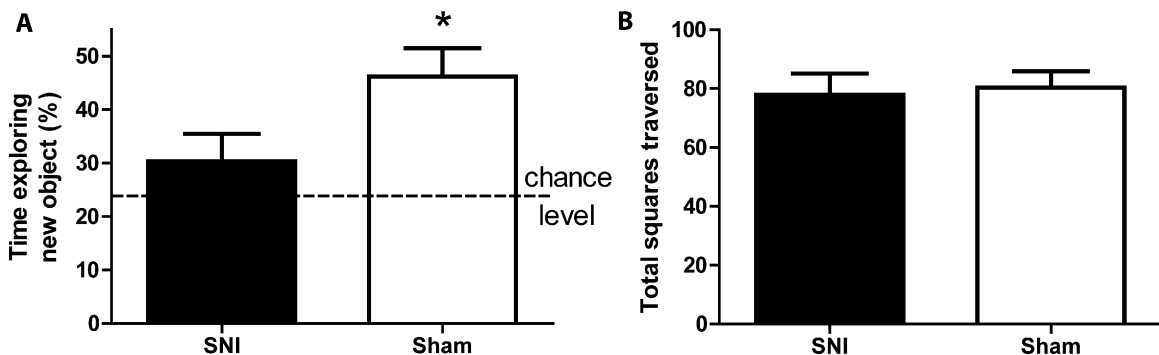 A
Time exploring
new object (%)
50
40
30
20
10
0
*
chance
level
SNI
Sham
B
Total squares traversed
100
80
60
40
20
0
SNI
Sham